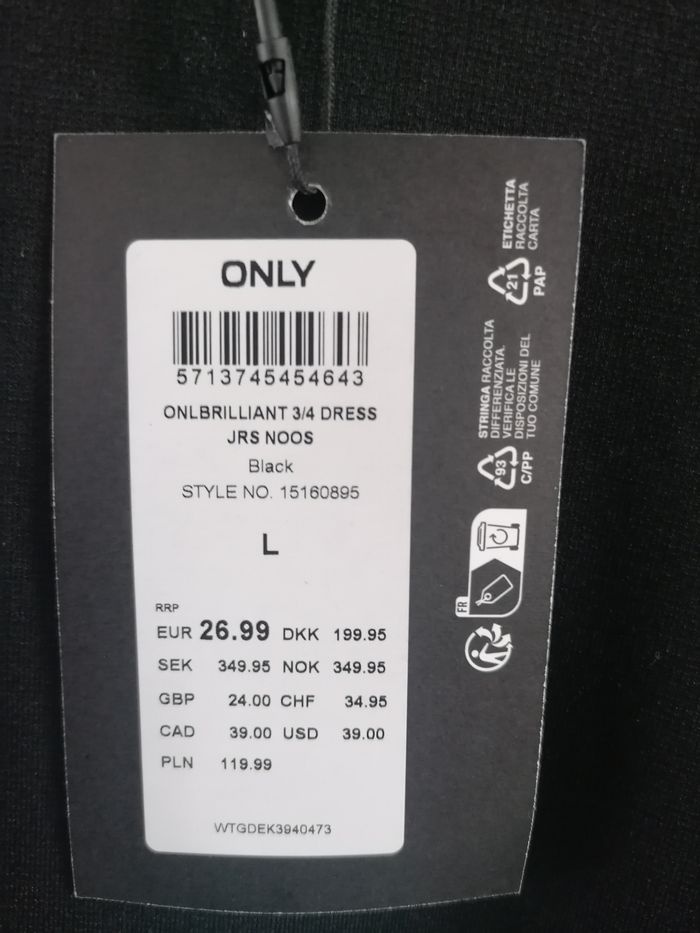 ONLY
5713745454643
ONLBRILLIANT 3/4 DRESS
JRS NOOS
Black
STYLE NO. 15160895
L
RRP
EUR 26.99 DKK 199.95
SEK 349.95 NOK 349.95
GBP 24.00 CHF 34.95
CAD 39.00 USD 39.00
PLN 119.99
WTGDEK3940473
ETICHETTA
RACCOLTA
CARTA
21
PAP
STRINGA RACCOLTA
DIFFERENZIATA.
VERIFICA LE
DISPOSIZIONI DEL
TUO COMUNE
93
C/PP
FR